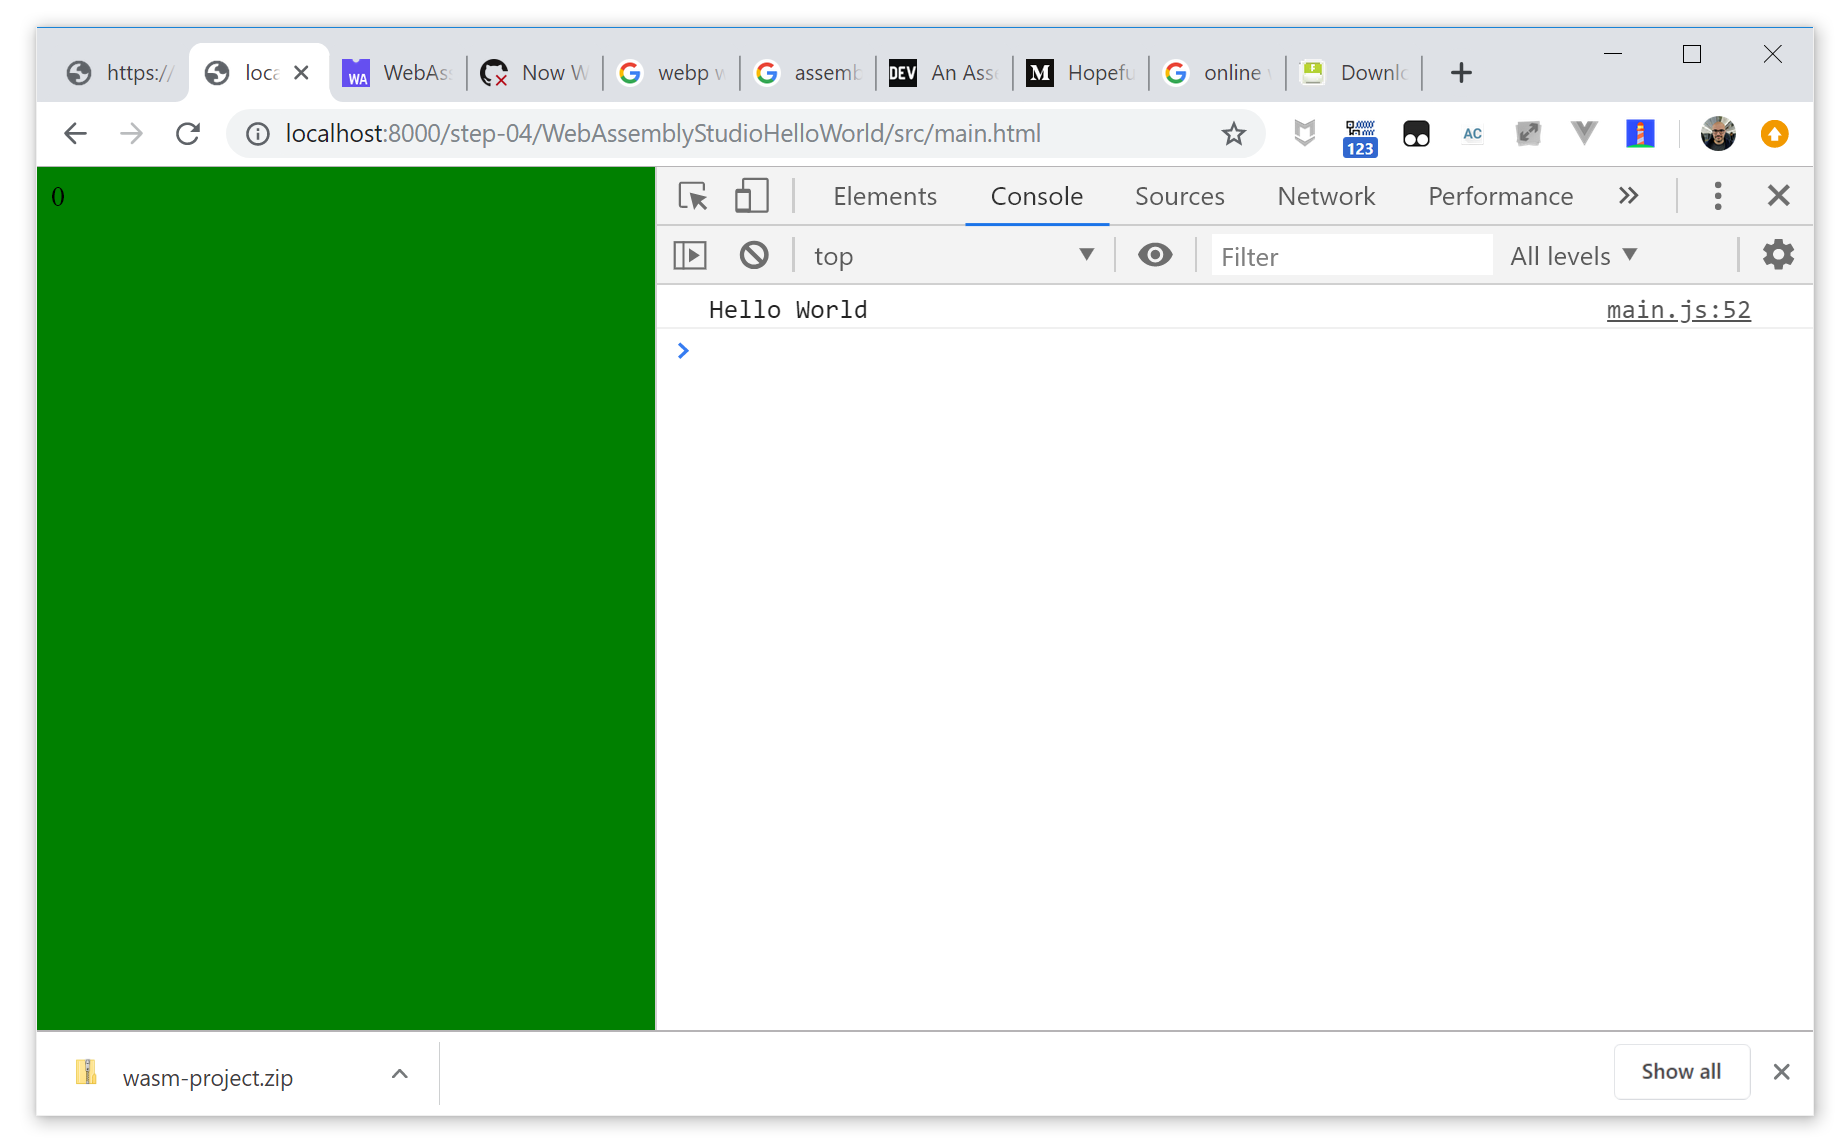 https:// loca WebAss Now W webp w assemb DEV An Asse M Hopefu online Downlo
localhost:8000/step-04/WebAssemblyStudioHelloWorld/src/main.html 123 AC
0
Elements Console Sources Network Performance
top Filter All levels
Hello World main.js:52
wasm-project.zip Show all